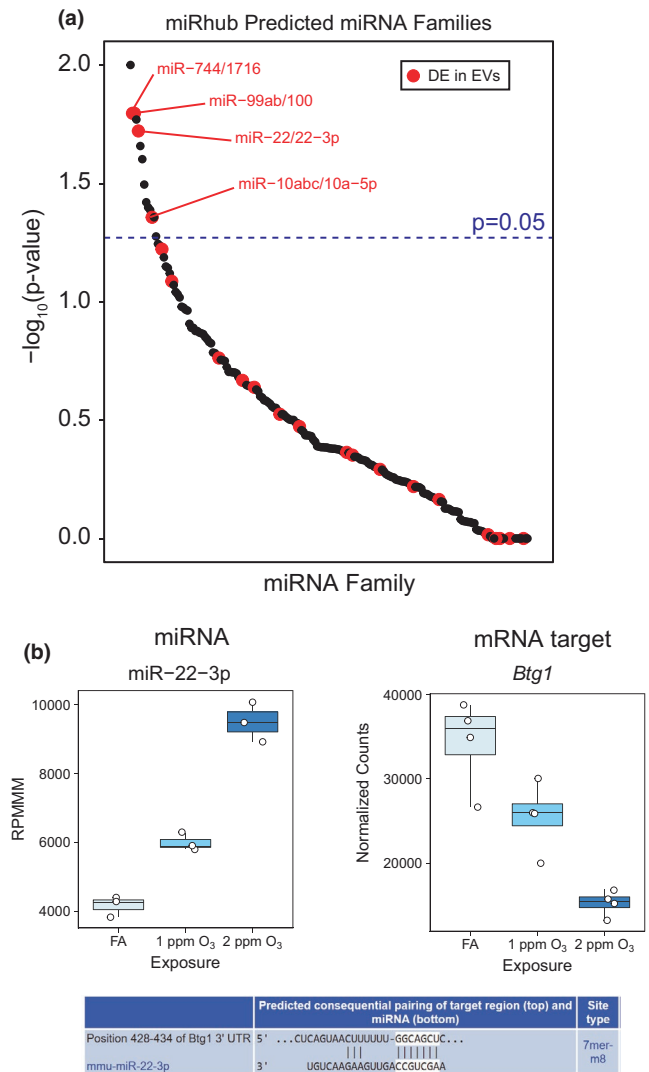 (a)
miRhub Predicted miRNA Families
2.0
1.5
1.0
0.5
0.0
−log10(p-value)
miR−744/1716
miR−99ab/100
miR−22/22−3p
miR−10abc/10a−5p
DE in EVs
p=0.05
miRNA Family
(b)
miRNA
miR−22−3p
10000
8000
6000
4000
RPMMM
FA 1 ppm O3 2 ppm O3
Exposure
mRNA target
Btg1
40000
30000
20000
Normalized Counts
FA 1 ppm O3 2 ppm O3
Exposure
Predicted consequential pairing of target region (top) and miRNA (bottom)
Site type
Position 428-434 of Btg1 3' UTR 5' ...CUCAGUAACUUUUUU-GGCAGCUC...
mmu-miR-22-3p 3' UGUCAAGAAGUUGACCGUCGAA
7mer-m8